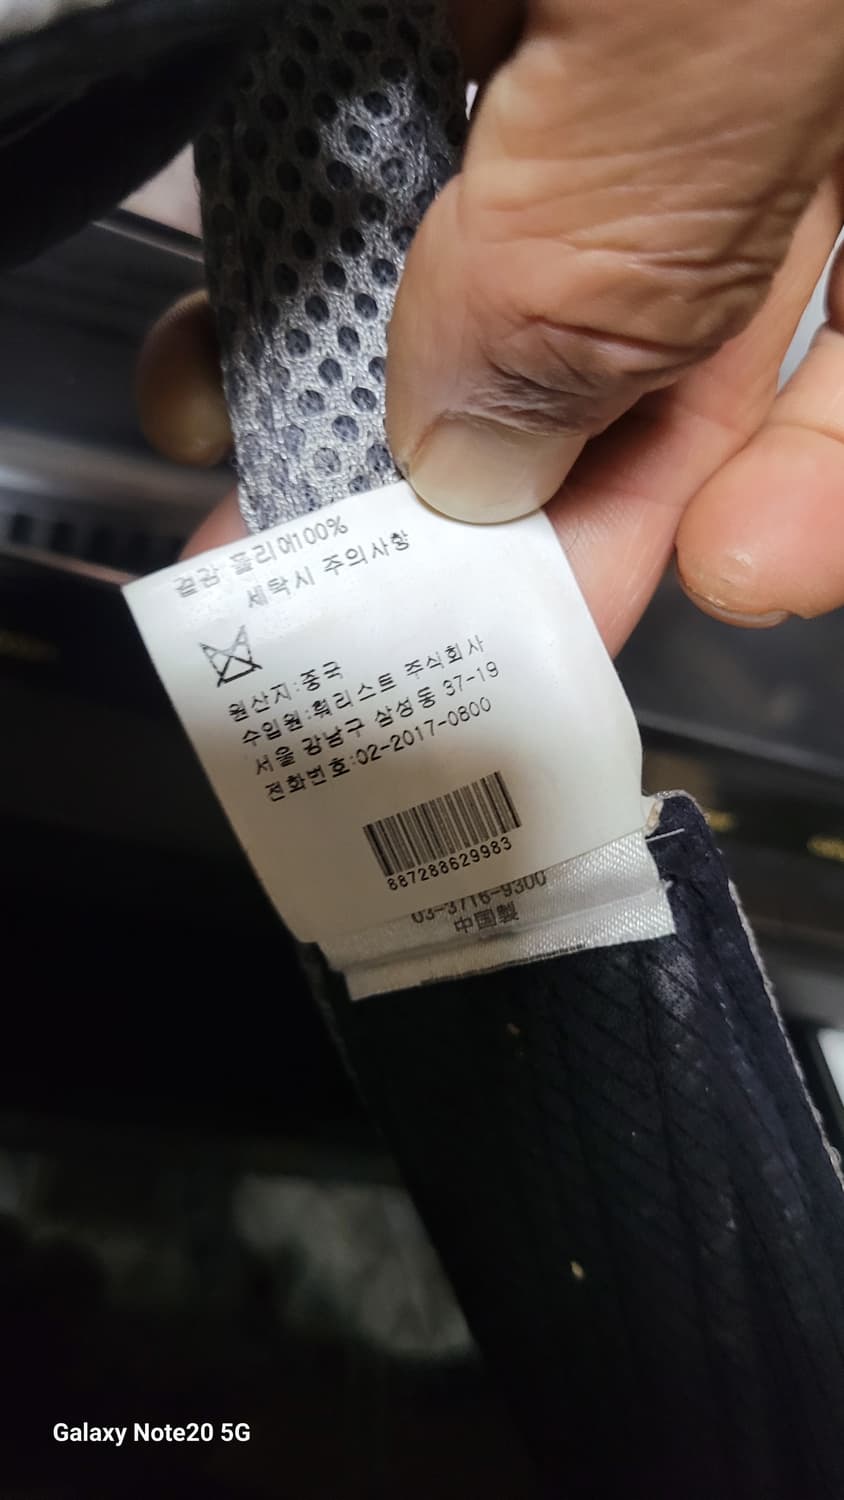 겉감 폴리에100%
세탁시 주의사항
원산지:중국
수입원:훠리스트 주식회사
서울 강남구 삼성동 37-19
전화번호:02-2017-0800
887288629983
03-3716-9300
中国製
Galaxy Note20 5G